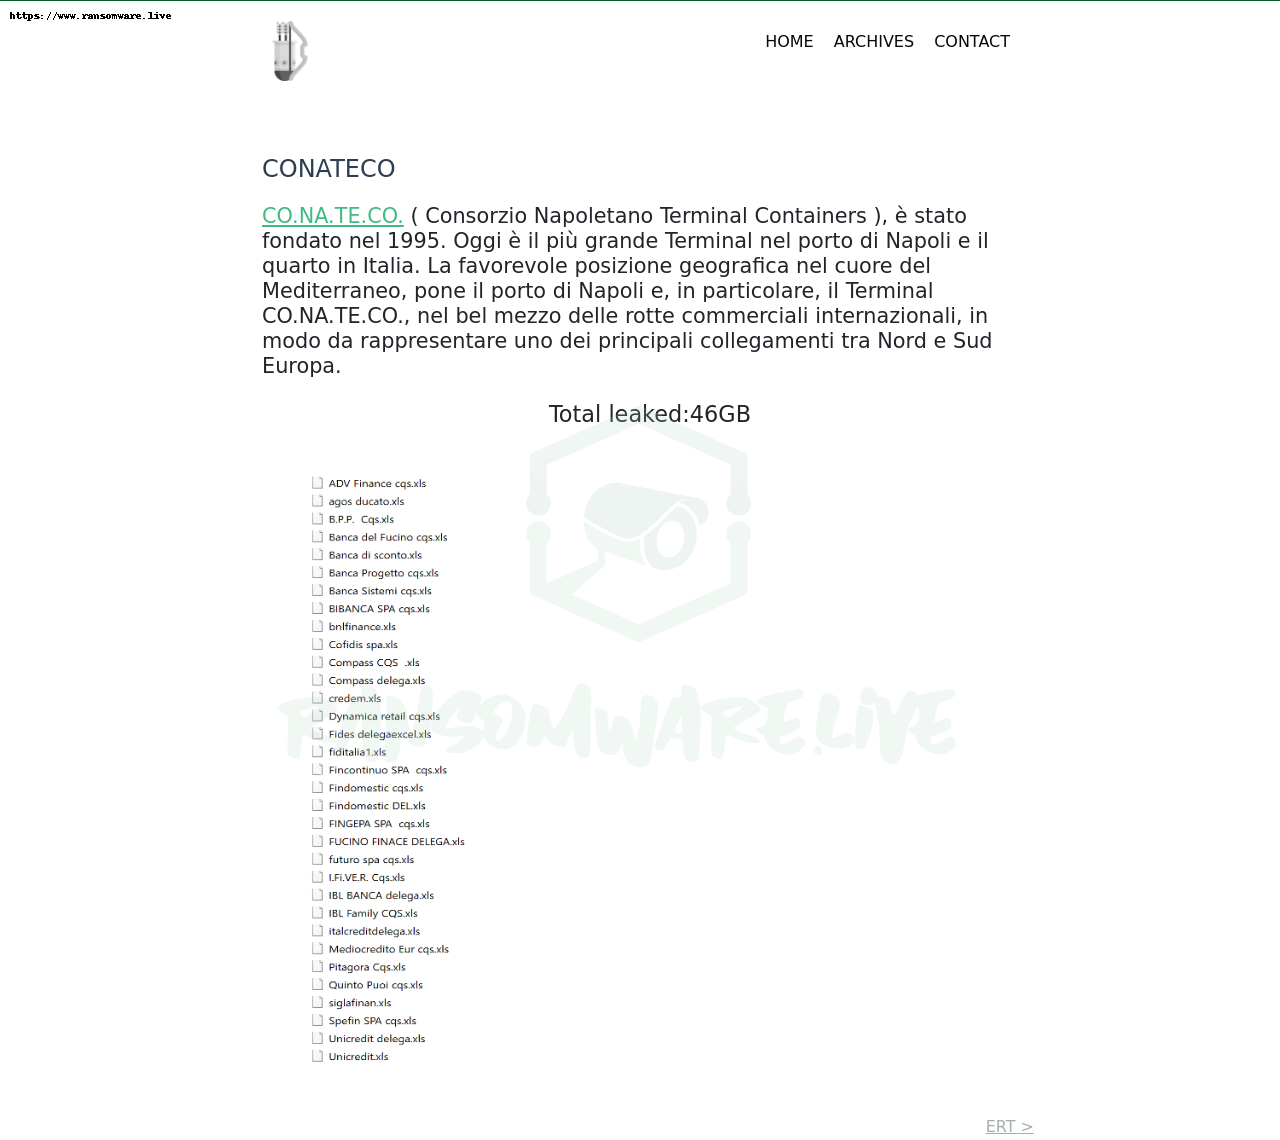 https://www.ransomware.live
HOME ARCHIVES CONTACT
CONATECO
CO.NA.TE.CO. ( Consorzio Napoletano Terminal Containers ), è stato
fondato nel 1995. Oggi è il più grande Terminal nel porto di Napoli e il
quarto in Italia. La favorevole posizione geografica nel cuore del
Mediterraneo, pone il porto di Napoli e, in particolare, il Terminal
CO.NA.TE.CO., nel bel mezzo delle rotte commerciali internazionali, in
modo da rappresentare uno dei principali collegamenti tra Nord e Sud
Europa.
Total leaked:46GB
ADV Finance cqs.xls
agos ducato.xls
B.P.P.  Cqs.xls
Banca del Fucino cqs.xls
Banca di sconto.xls
Banca Progetto cqs.xls
Banca Sistemi cqs.xls
BIBANCA SPA cqs.xls
bnlfinance.xls
Cofidis spa.xls
Compass CQS  .xls
Compass delega.xls
credem.xls
Dynamica retail cqs.xls
Fides delegaexcel.xls
fiditalia1.xls
Fincontinuo SPA  cqs.xls
Findomestic cqs.xls
Findomestic DEL.xls
FINGEPA SPA  cqs.xls
FUCINO FINACE DELEGA.xls
futuro spa cqs.xls
I.Fi.VE.R. Cqs.xls
IBL BANCA delega.xls
IBL Family CQS.xls
italcreditdelega.xls
Mediocredito Eur cqs.xls
Pitagora Cqs.xls
Quinto Puoi cqs.xls
siglafinan.xls
Spefin SPA cqs.xls
Unicredit delega.xls
Unicredit.xls
RANSOMWARE.LIVE
ERT >